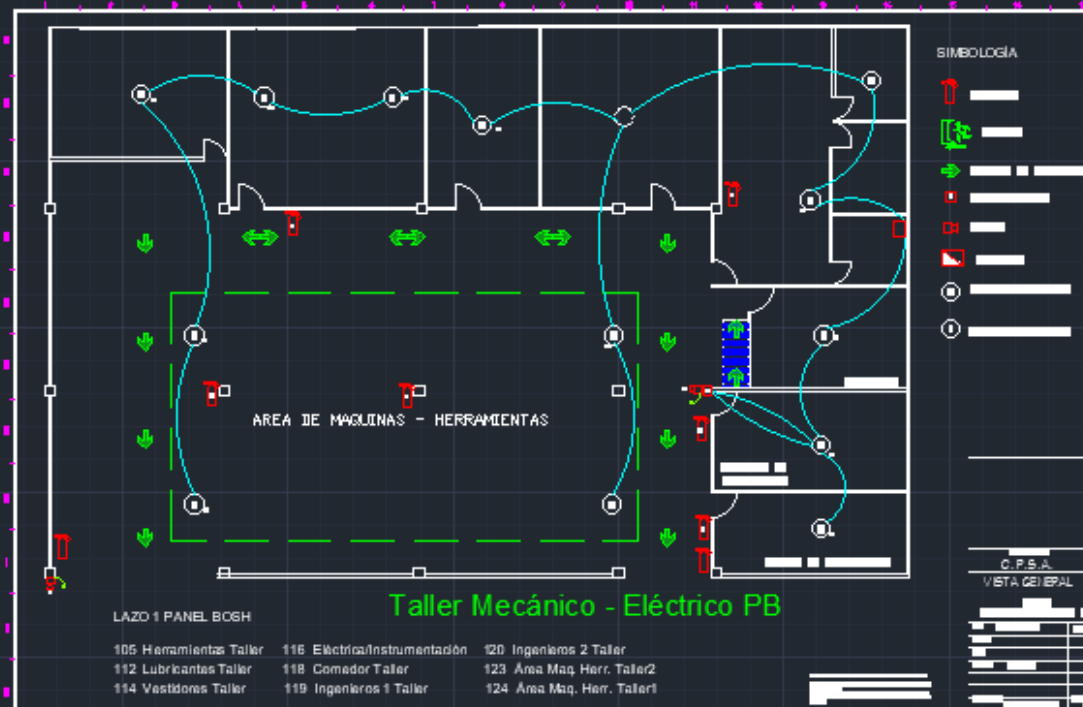 SIMBOLOGÍA
AREA DE MAQUINAS - HERRAMIENTAS
C.P.S.A.
VISTA GENERAL
Taller Mecánico - Eléctrico PB
LAZO 1 PANEL BOSH
105 Herramientas Taller 116 Eléctrica/Instrumentación 120 Ingenieros 2 Taller
112 Lubricantes Taller 118 Comedor Taller 123 Área Maq. Herr. Taller2
114 Vestidores Taller 119 Ingenieros 1 Taller 124 Área Maq. Herr. Taller1